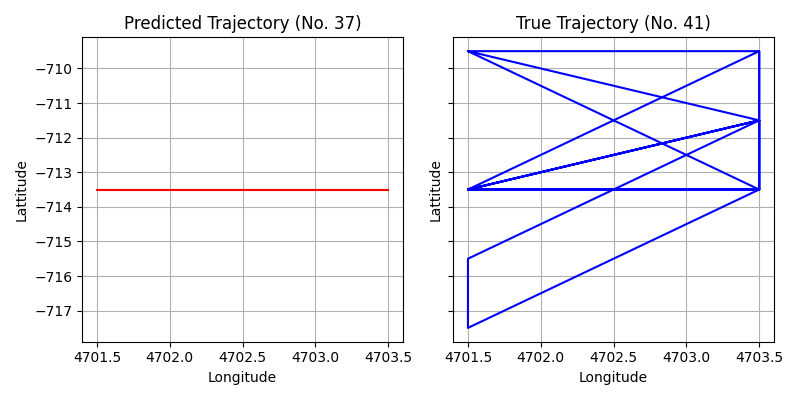 Predicted Trajectory (No. 37)
True Trajectory (No. 41)
−710
−711
−712
−713
−714
−715
−716
−717
Lattitude
Lattitude
4701.5 4702.0 4702.5 4703.0 4703.5
4701.5 4702.0 4702.5 4703.0 4703.5
Longitude
Longitude